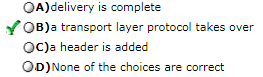 A)delivery is complete
B)a transport layer protocol takes over
C)a header is added
D)None of the choices are correct